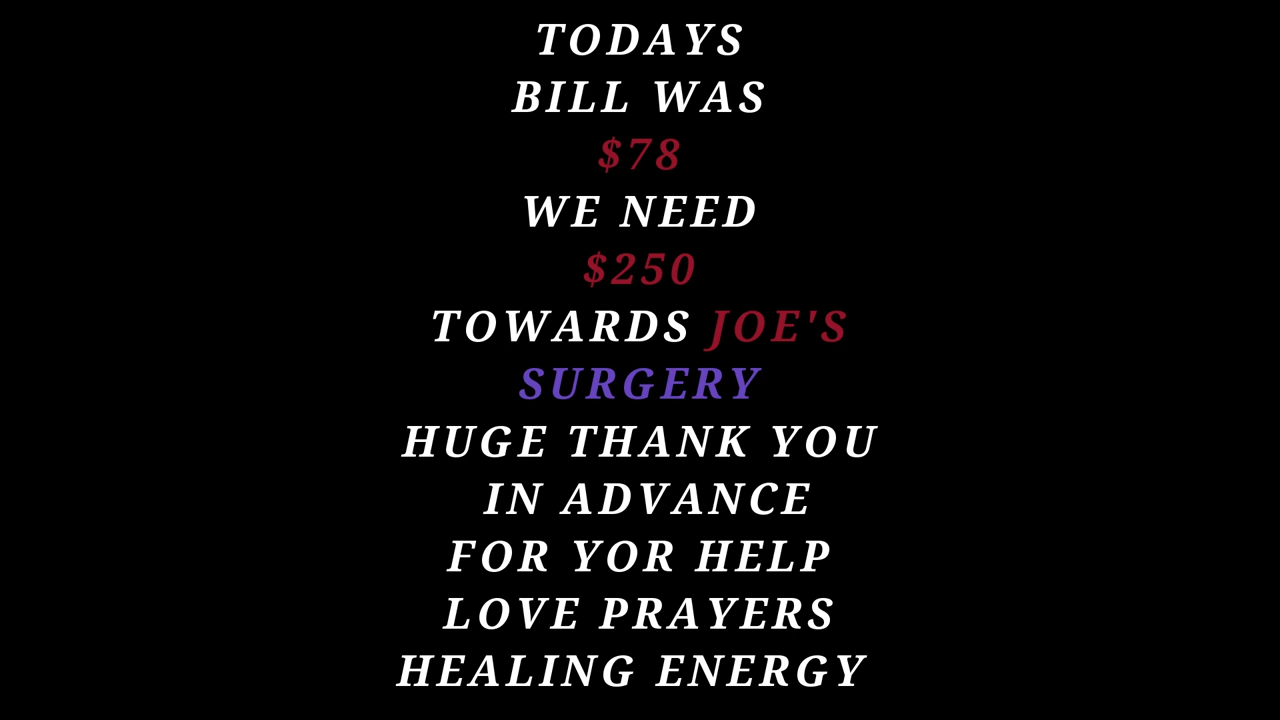 TODAYS
BILL WAS
$78
WE NEED
$250
TOWARDS JOE'S
SURGERY
HUGE THANK YOU
IN ADVANCE
FOR YOR HELP
LOVE PRAYERS
HEALING ENERGY